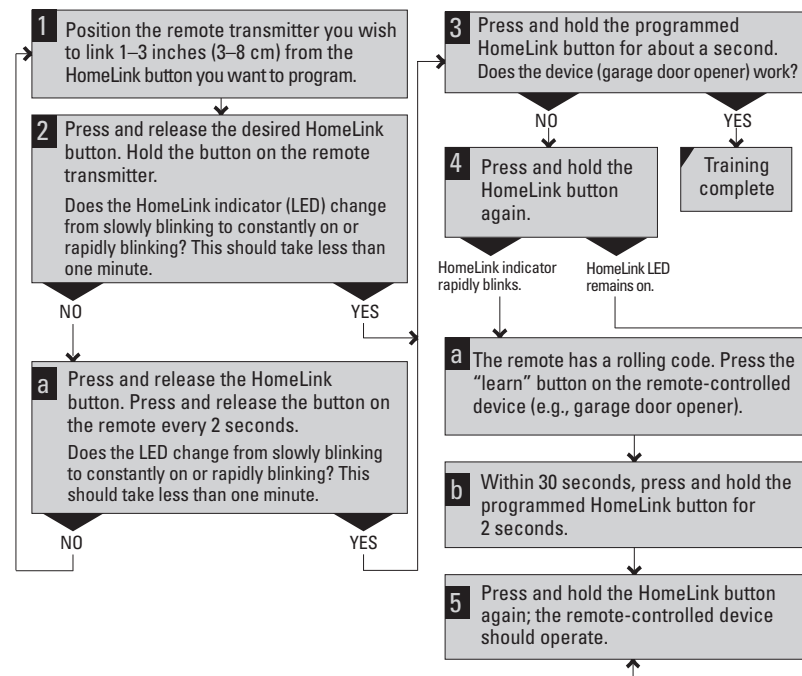 1
Position the remote transmitter you wish
to link 1–3 inches (3–8 cm) from the
HomeLink button you want to program.
2
Press and release the desired HomeLink
button. Hold the button on the remote
transmitter.
Does the HomeLink indicator (LED) change
from slowly blinking to constantly on or
rapidly blinking? This should take less than
one minute.
NO
YES
a
Press and release the HomeLink
button. Press and release the button on
the remote every 2 seconds.
Does the LED change from slowly blinking
to constantly on or rapidly blinking? This
should take less than one minute.
NO
YES
3
Press and hold the programmed
HomeLink button for about a second.
Does the device (garage door opener) work?
NO
YES
4
Press and hold the
HomeLink button
again.
Training
complete
HomeLink indicator
rapidly blinks.
HomeLink LED
remains on.
a
The remote has a rolling code. Press the
“learn” button on the remote-controlled
device (e.g., garage door opener).
b
Within 30 seconds, press and hold the
programmed HomeLink button for
2 seconds.
5
Press and hold the HomeLink button
again; the remote-controlled device
should operate.